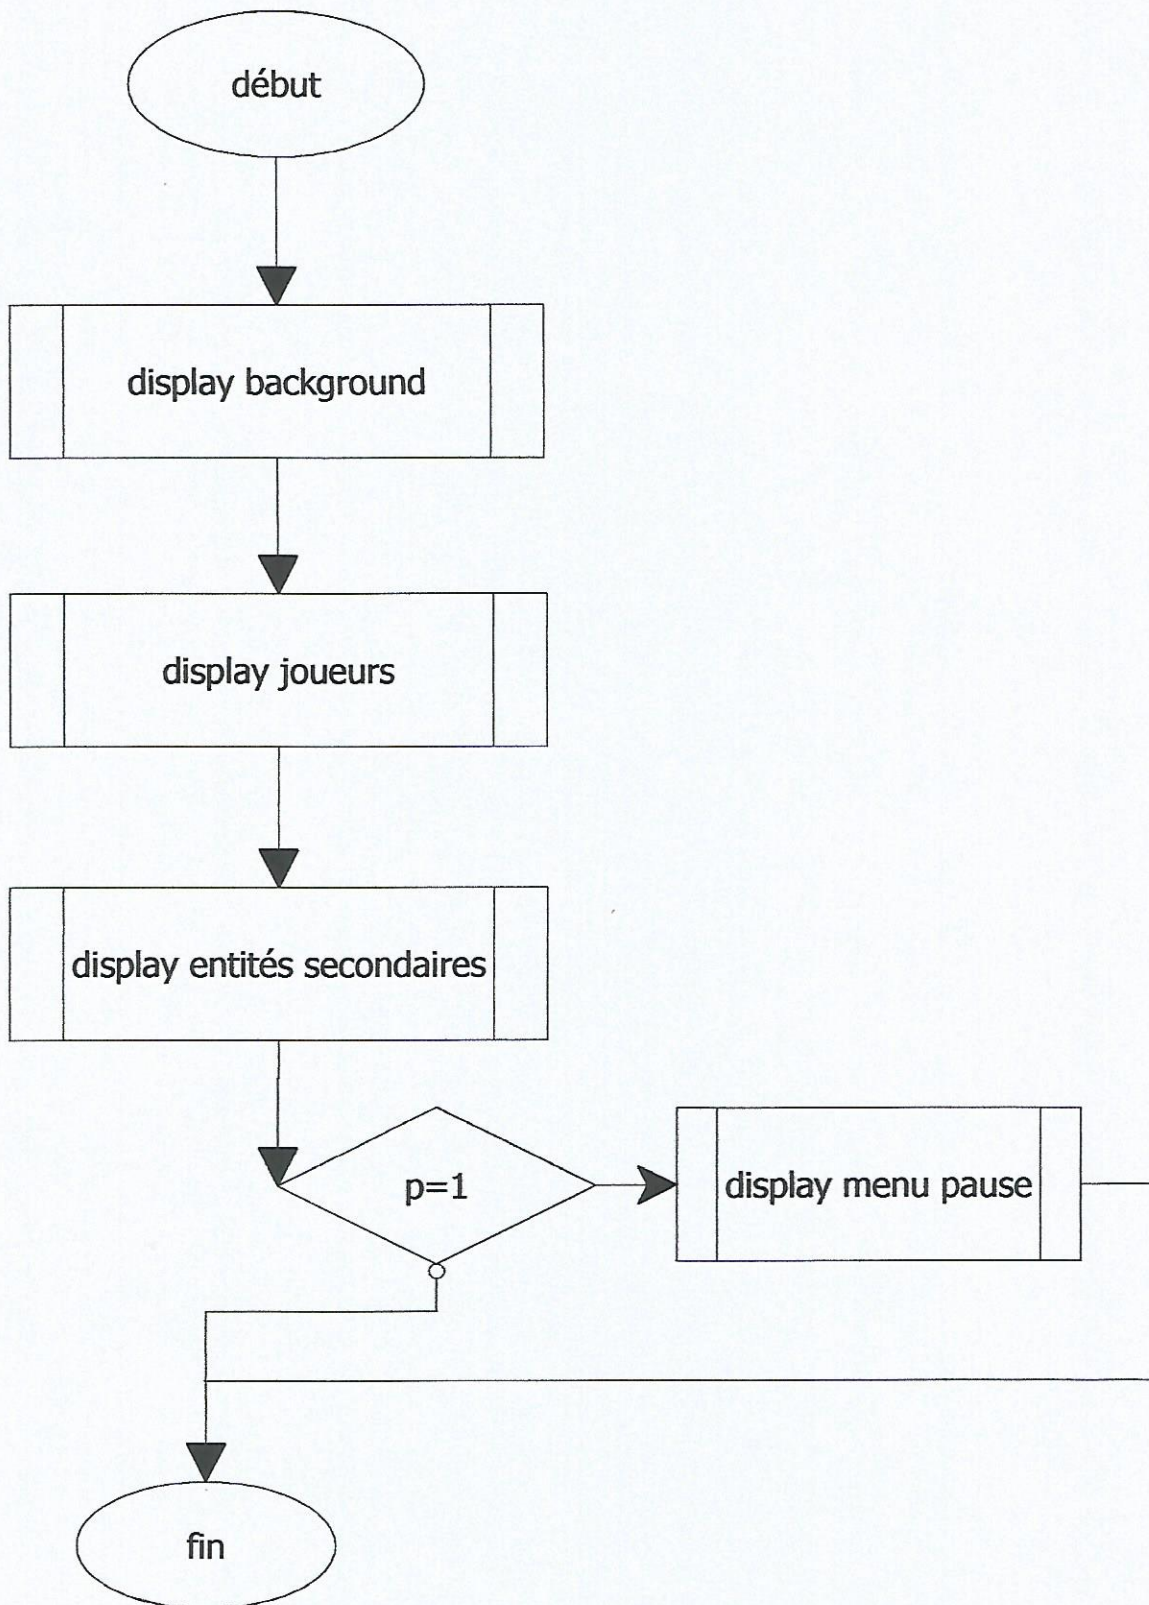 début
display background
display joueurs
display entités secondaires
p=1
display menu pause
fin